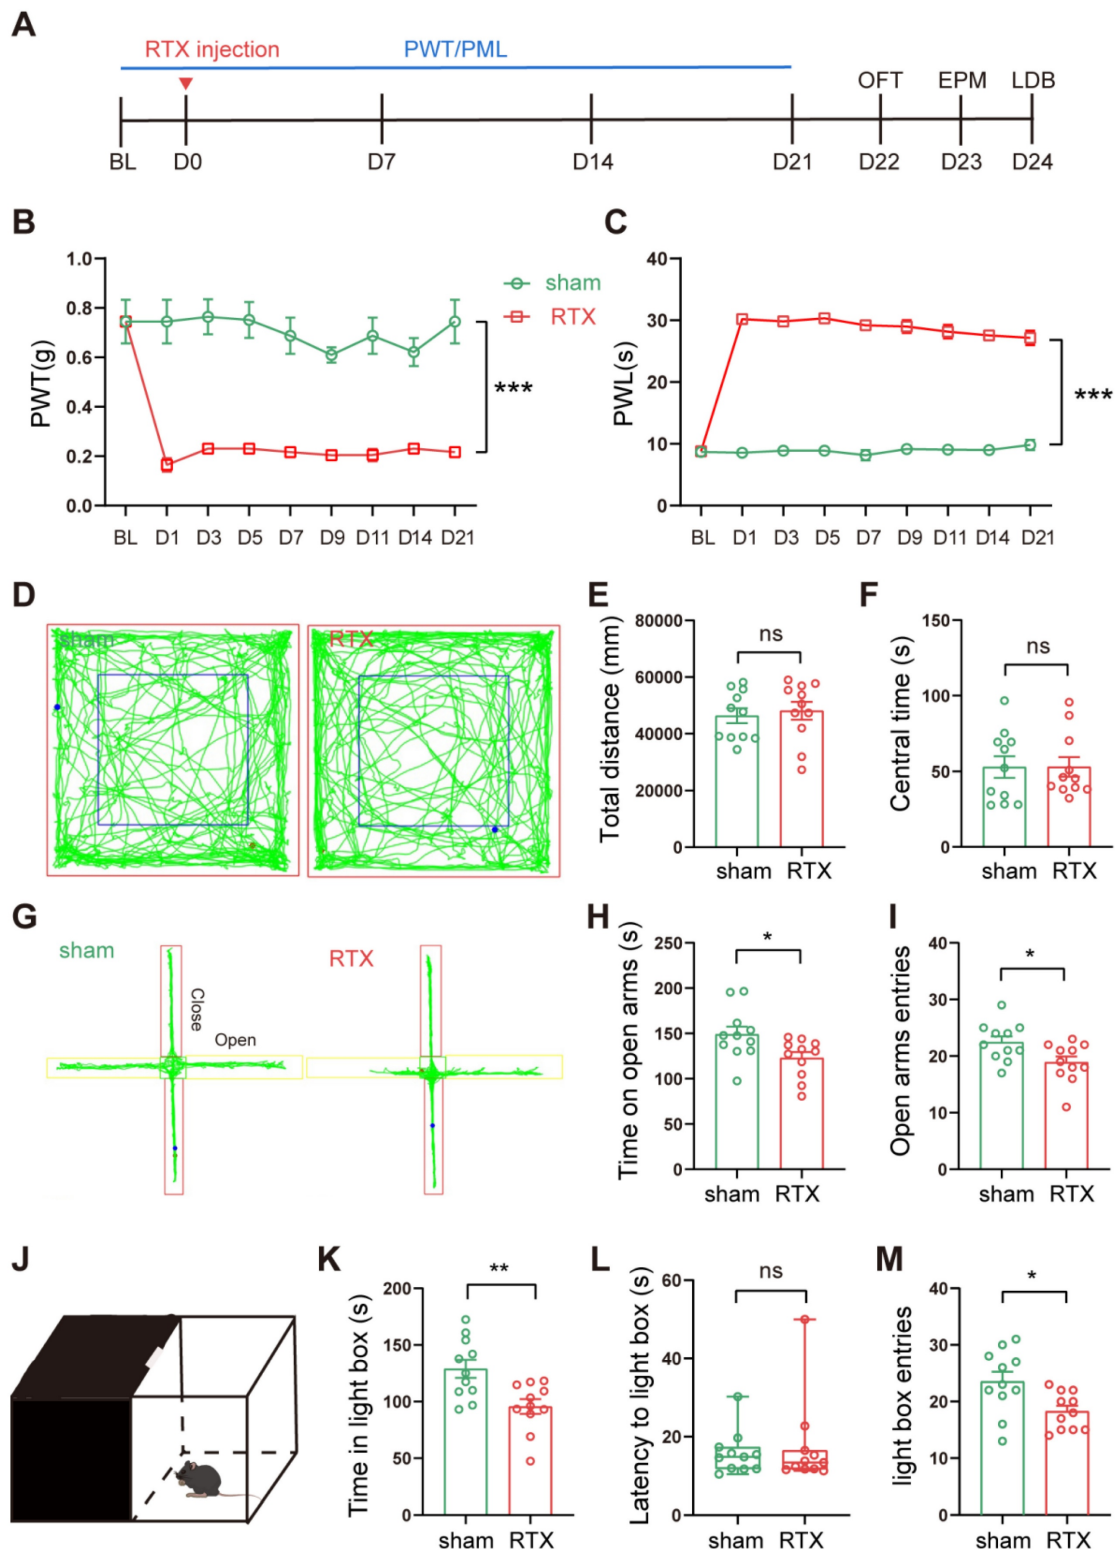 A
RTX injection
PWT/PML
OFT
EPM
LDB
BL
D0
D7
D14
D21
D22
D23
D24
B
PWT(g)
1.0
0.8
0.6
0.4
0.2
0.0
BL
D1
D3
D5
D7
D9
D11
D14
D21
sham
RTX
***
C
PWL(s)
40
30
20
10
0
BL
D1
D3
D5
D7
D9
D11
D14
D21
***
D
sham
RTX
E
Total distance (mm)
80000
60000
40000
20000
0
ns
sham
RTX
F
Central time (s)
150
100
50
0
ns
sham
RTX
G
sham
Close
Open
RTX
H
Time on open arms (s)
250
200
150
100
50
0
*
sham
RTX
I
Open arms entries
40
30
20
10
0
*
sham
RTX
J
K
Time in light box (s)
200
150
100
50
0
**
sham
RTX
L
Latency to light box (s)
60
40
20
0
ns
sham
RTX
M
light box entries
40
30
20
10
0
*
sham
RTX